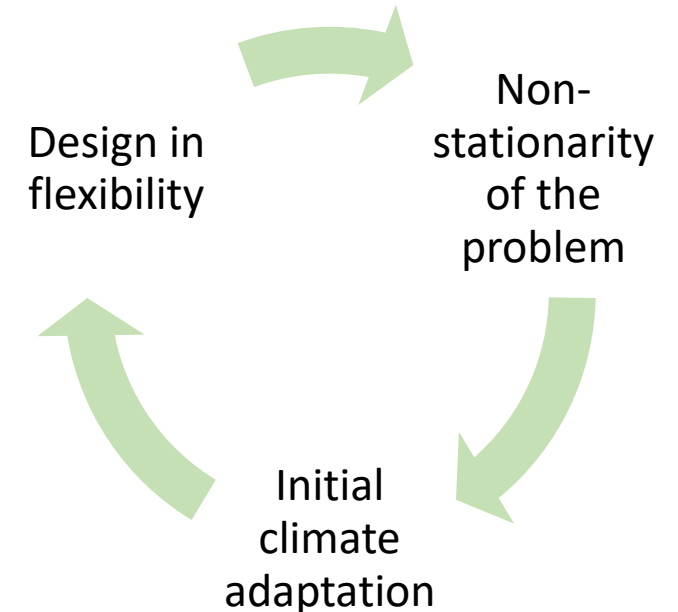 Design in
flexibility
Non-
stationarity
of the
problem
Initial
climate
adaptation